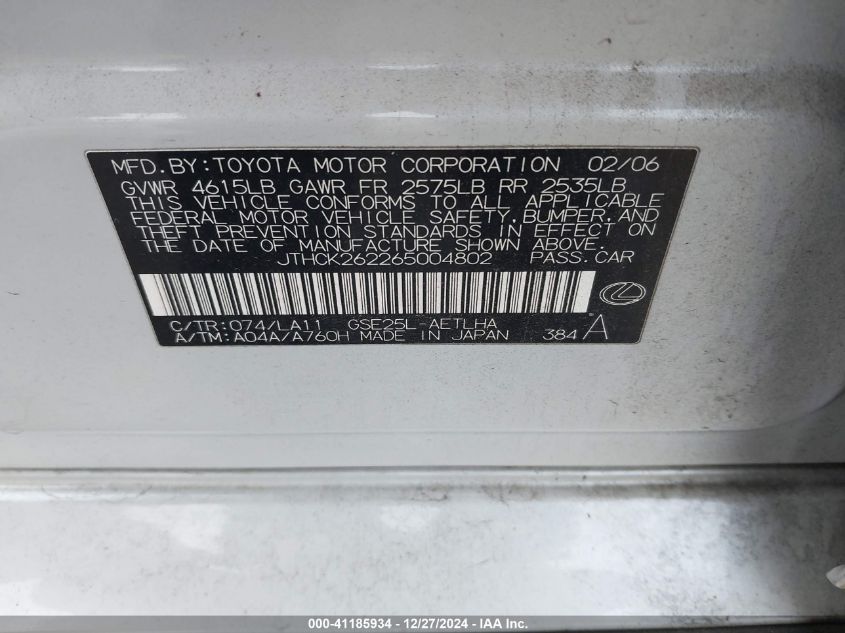 MFD.BY:TOYOTA MOTOR CORPORATION 02/06
GVWR 4615LB GAWR FR 2575LB RR 2535LB
THIS VEHICLE CONFORMS TO ALL APPLICABLE
FEDERAL MOTOR VEHICLE SAFETY,BUMPER,AND
THEFT PREVENTION STANDARDS IN EFFECT ON
THE DATE OF MANUFACTURE SHOWN ABOVE.
JTHCK262265004802 PASS.CAR
C/TR:074/LA11 GSE25L-AETLHA
A/TM:A04A/A760H MADE IN JAPAN 384 A
000-41185934 - 12/27/2024 - IAA Inc.